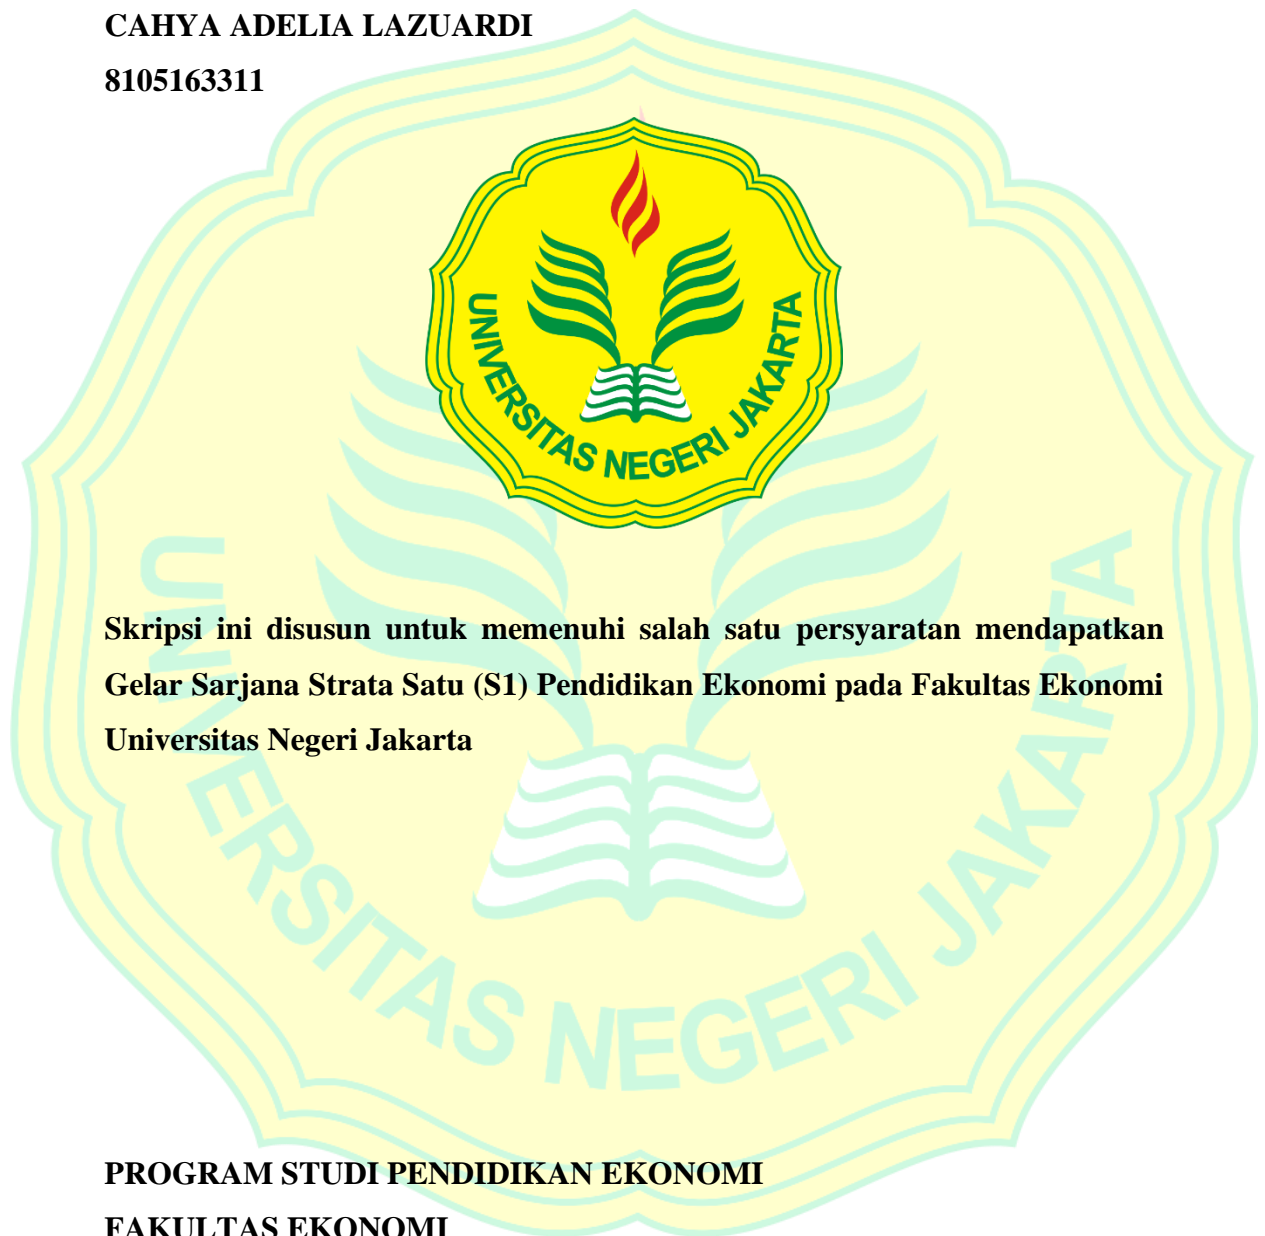 CAHYA ADELIA LAZUARDI
8105163311
UNIVERSITAS NEGERI JAKARTA
Skripsi ini disusun untuk memenuhi salah satu persyaratan mendapatkan
Gelar Sarjana Strata Satu (S1) Pendidikan Ekonomi pada Fakultas Ekonomi
Universitas Negeri Jakarta
UNIVERSITAS NEGERI JAKARTA
PROGRAM STUDI PENDIDIKAN EKONOMI
FAKULTAS EKONOMI